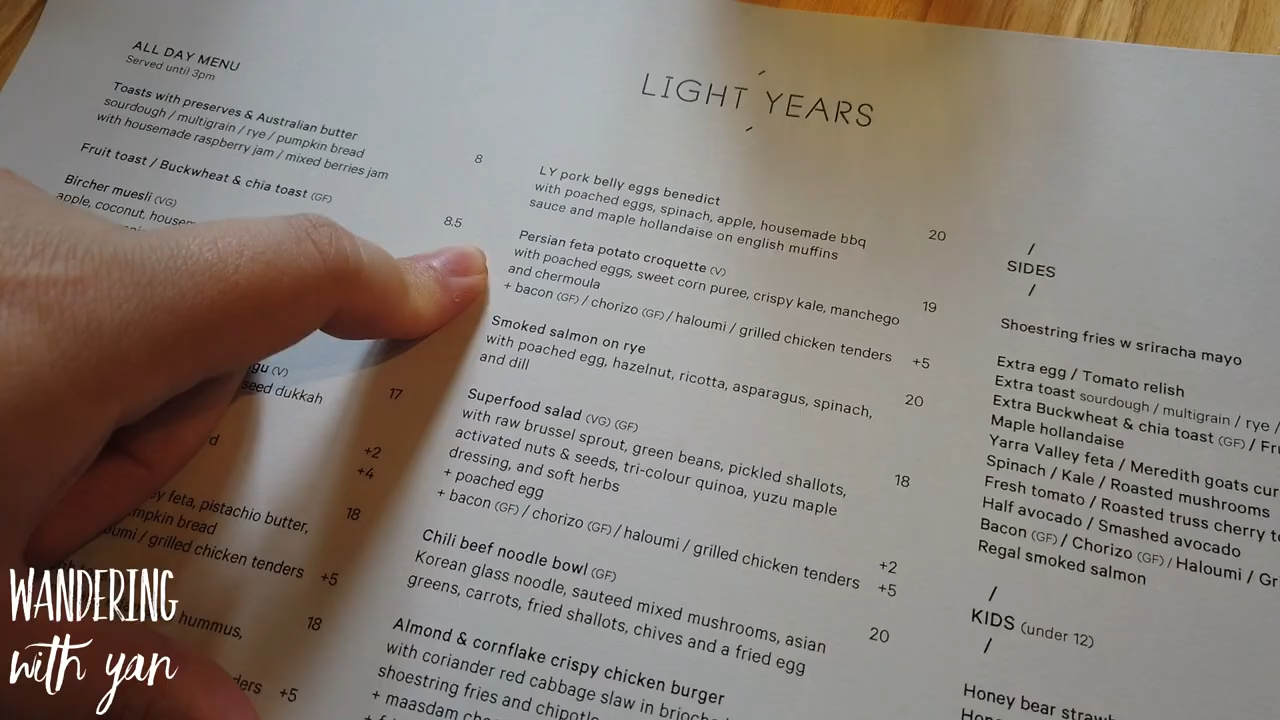 ALL DAY MENU
Served until 3pm
Toasts with preserves & Australian butter
sourdough / multigrain / rye / pumpkin bread
with housemade raspberry jam / mixed berries jam
8
Fruit toast / Buckwheat & chia toast (GF)
8.5
Bircher muesli (VG)
apple, coconut,
(V)
seed dukkah
17
+2
+4
feta, pistachio butter,
18
bread
/ grilled chicken tenders +5
hummus,
18
+5
LIGHT YEARS
LY pork belly eggs benedict
with poached eggs, spinach, apple, housemade bbq
sauce and maple hollandaise on english muffins
20
Persian feta potato croquette (V)
with poached eggs, sweet corn puree, crispy kale, manchego
and chermoula
19
+ bacon (GF) / chorizo (GF) / haloumi / grilled chicken tenders +5
Smoked salmon on rye
with poached egg, hazelnut, ricotta, asparagus, spinach,
and dill
20
Superfood salad (VG) (GF)
with raw brussel sprout, green beans, pickled shallots,
activated nuts & seeds, tri-colour quinoa, yuzu maple
dressing, and soft herbs
18
+ poached egg +2
+ bacon (GF) / chorizo (GF) / haloumi / grilled chicken tenders +5
Chili beef noodle bowl (GF)
Korean glass noodle, sauteed mixed mushrooms, asian
greens, carrots, fried shallots, chives and a fried egg
20
Almond & cornflake crispy chicken burger
with coriander red cabbage slaw in
shoestring fries and
+ maasdam
/
SIDES
/
Shoestring fries w sriracha mayo
Extra egg / Tomato relish
Extra toast sourdough / multigrain / rye /
Extra Buckwheat & chia toast (GF) /
Maple hollandaise
Yarra Valley feta / Meredith goats
Spinach / Kale / Roasted mushrooms
Fresh tomato / Roasted truss cherry
Half avocado / Smashed avocado
Bacon (GF) / Chorizo (GF) / Haloumi /
Regal smoked salmon
/
KIDS (under 12)
/
Honey bear
WANDERING
with yan